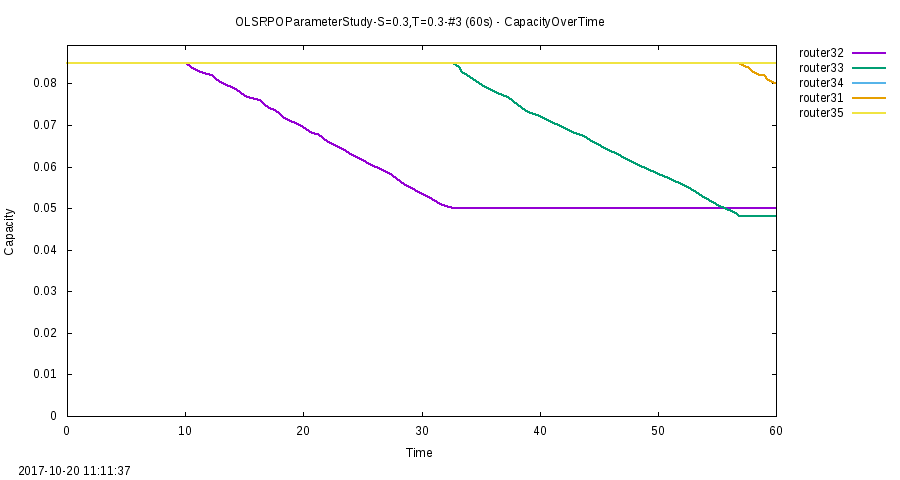 OLSRPOParameterStudy-S=0.3,T=0.3-#3 (60s) - CapacityOverTime
router32
router33
router34
router31
router35
0.08
0.07
0.06
0.05
0.04
0.03
0.02
0.01
0
Capacity
0 10 20 30 40 50 60
Time
2017-10-20 11:11:37